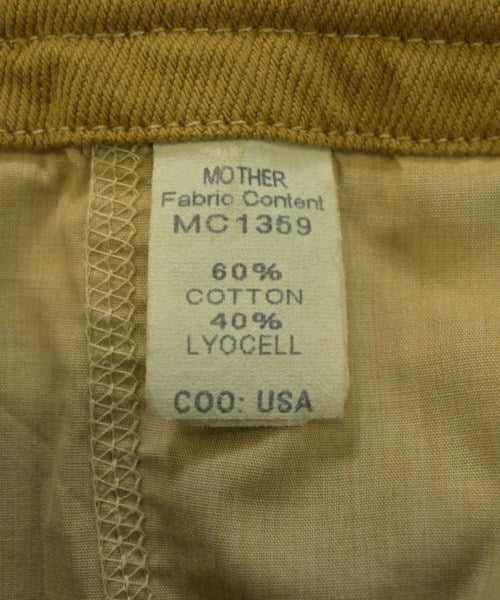 MOTHER
Fabric Content
MC1359
60%
COTTON
40%
LYOCELL
COO: USA